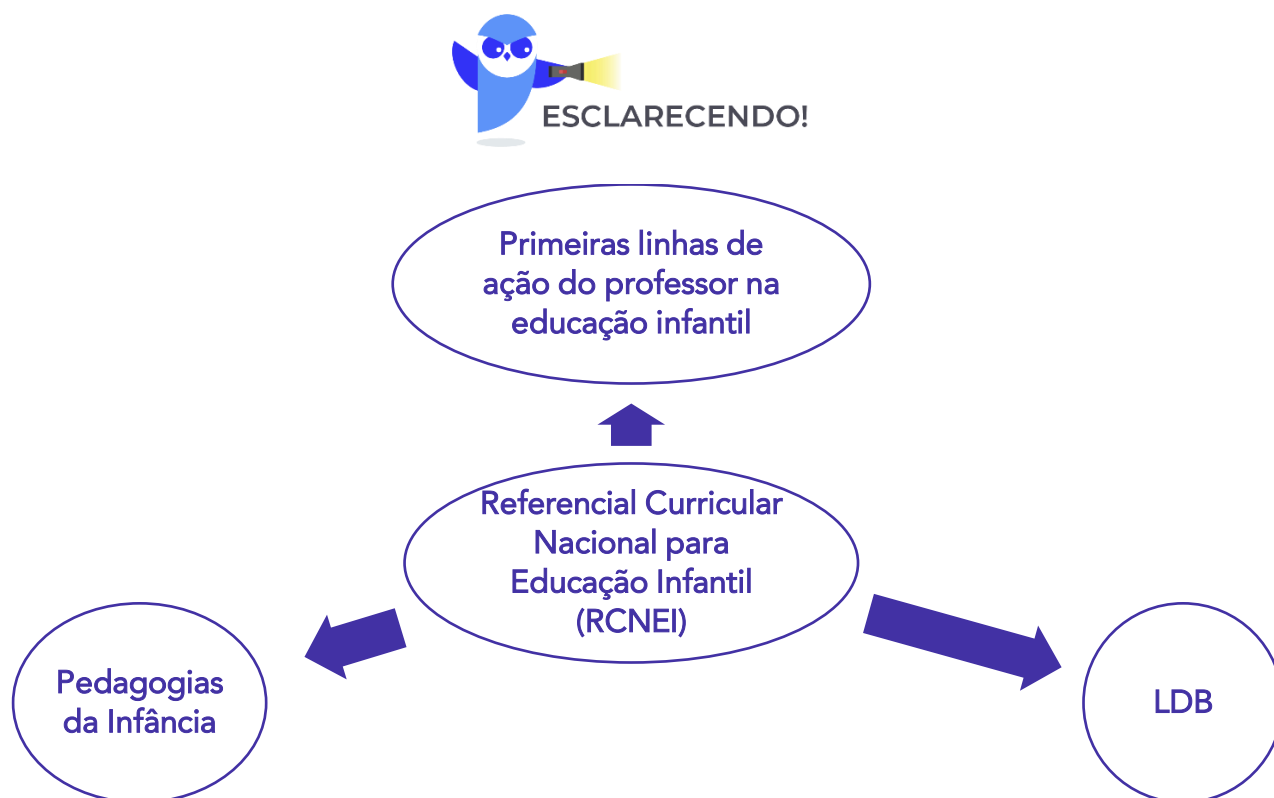 ESCLARECENDO!
Primeiras linhas de
ação do professor na
educação infantil
Referencial Curricular
Nacional para
Educação Infantil
(RCNEI)
Pedagogias
da Infância
LDB